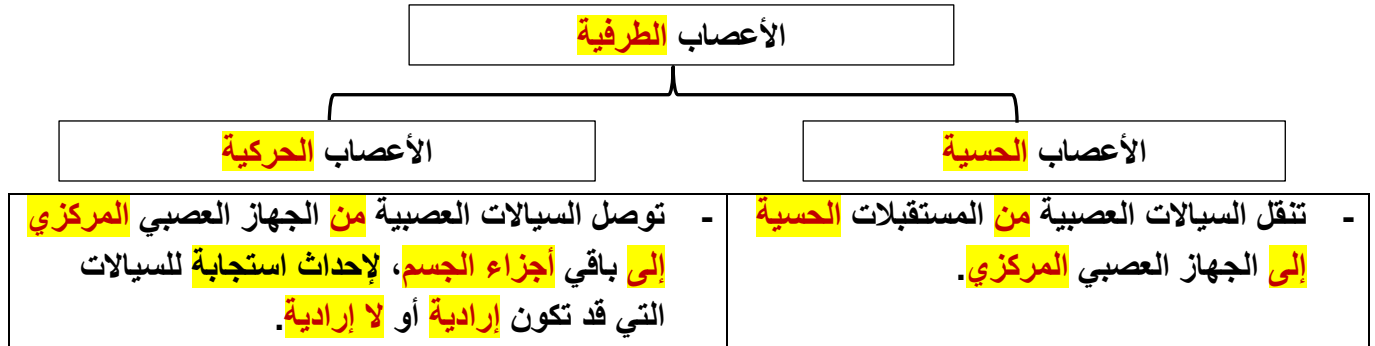 الأعصاب الطرفية
الأعصاب الحسية
الأعصاب الحركية
- تنقل السيالات العصبية من المستقبلات الحسية
إلى الجهاز العصبي المركزي.
- توصل السيالات العصبية من الجهاز العصبي المركزي
إلى باقي أجزاء الجسم، لإحداث استجابة للسيالات
التي قد تكون إرادية أو لا إرادية.